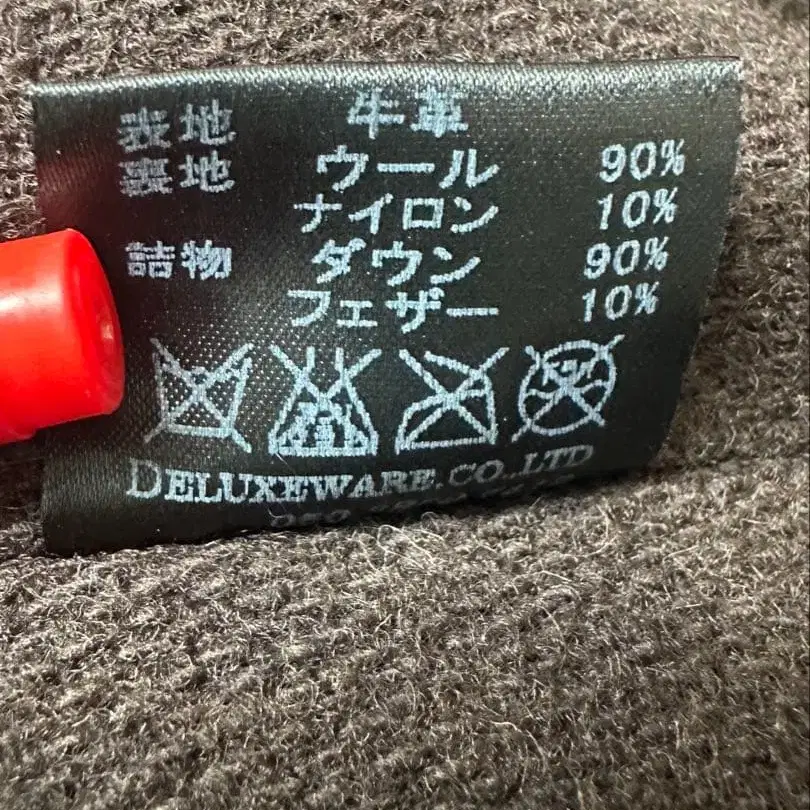 表地 牛革
裏地 ウール 90%
ナイロン 10%
詰物 ダウン 90%
フェザー 10%
DELUXEWARE.CO.,LTD